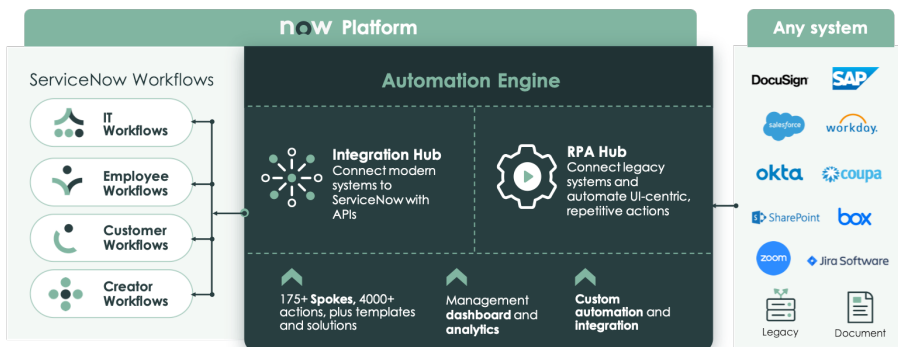 now Platform
Any system
ServiceNow Workflows
IT
Workflows
Employee
Workflows
Customer
Workflows
Creator
Workflows
Automation Engine
Integration Hub
Connect modern
systems to
ServiceNow with
APIs
RPA Hub
Connect legacy
systems and
automate UI-centric,
repetitive actions
175+ Spokes, 4000+
actions, plus templates
and solutions
Management
dashboard and
analytics
Custom
automation and
integration
DocuSign
SAP
salesforce
workday.
okta
coupa
S
SharePoint
box
zoom
Jira Software
Legacy
Document